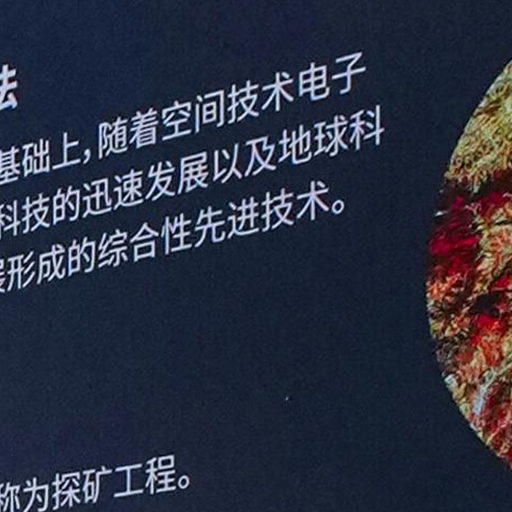 法
基础上，随着空间技术电子
科技的迅速发展以及地球科
展形成的综合性先进技术。
称为探矿工程。